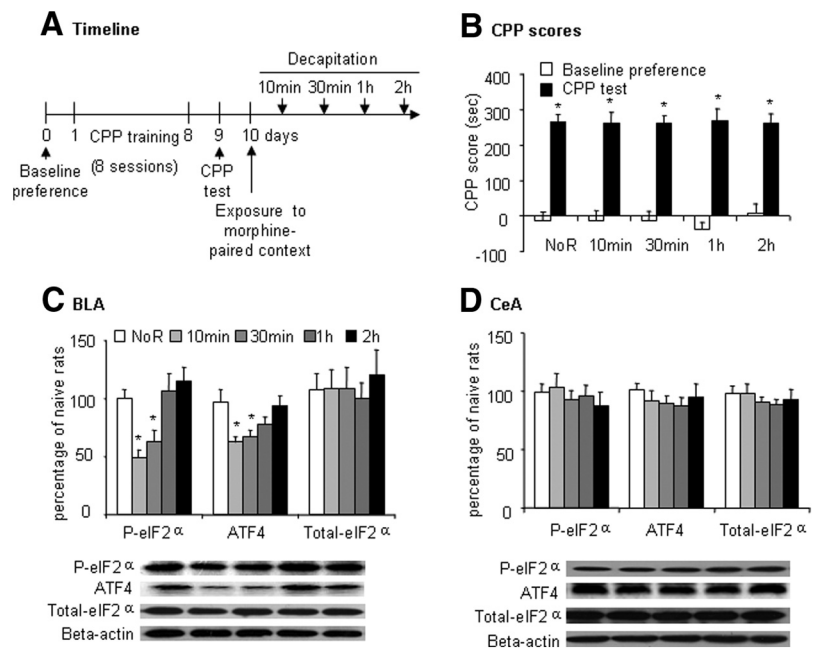 A Timeline
Decapitation
10min 30min 1h 2h
0 1 CPP training 8 9 10 days
(8 sessions)
Baseline preference
CPP test
Exposure to morphine-paired context
B CPP scores
Baseline preference
CPP test
CPP score (sec)
400
300
200
100
0
-100
* * * * *
NoR 10min 30min 1h 2h
C BLA
NoR 10min 30min 1h 2h
percentage of naive rats
150
100
50
0
* * * *
P-eIF2α ATF4 Total-eIF2α
P-eIF2α
ATF4
Total-eIF2α
Beta-actin
D CeA
percentage of naive rats
150
100
50
0
P-eIF2α ATF4 Total-eIF2α
P-eIF2α
ATF4
Total-eIF2α
Beta-actin